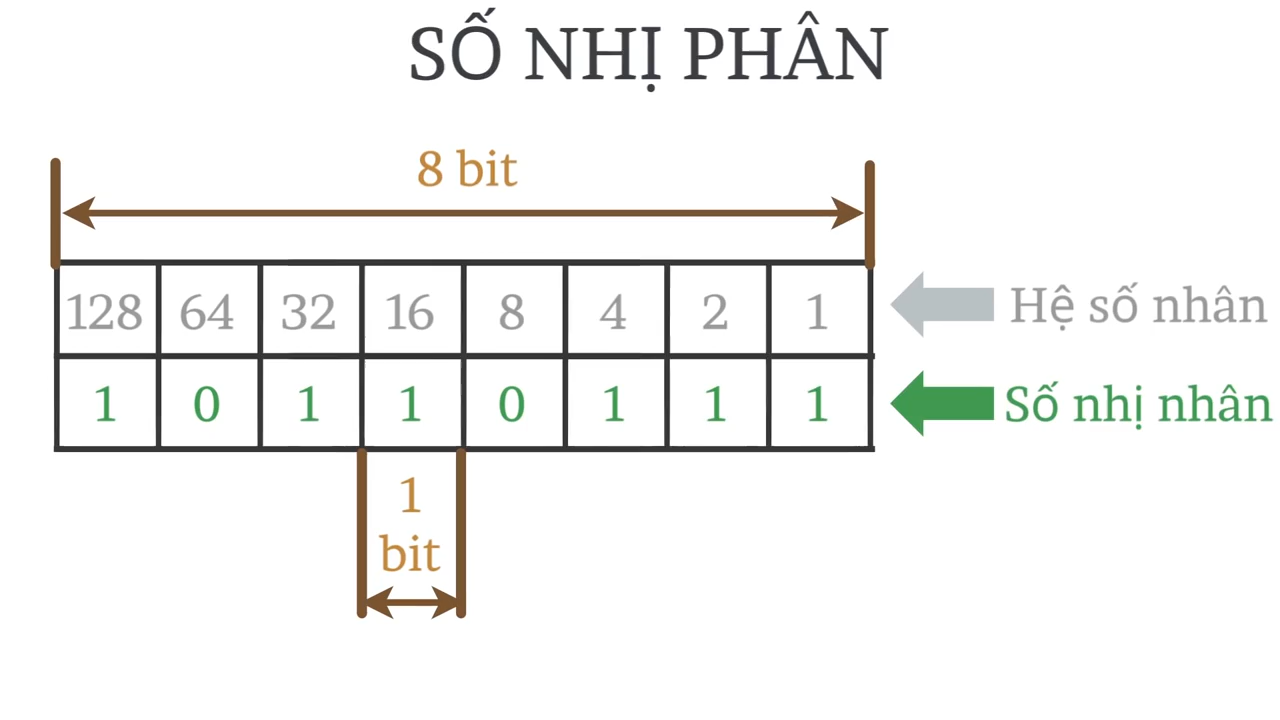 SỐ NHỊ PHÂN
8 bit
128 64 32 16 8 4 2 1
Hệ số nhân
1 0 1 1 0 1 1 1
Số nhị nhân
1
bit